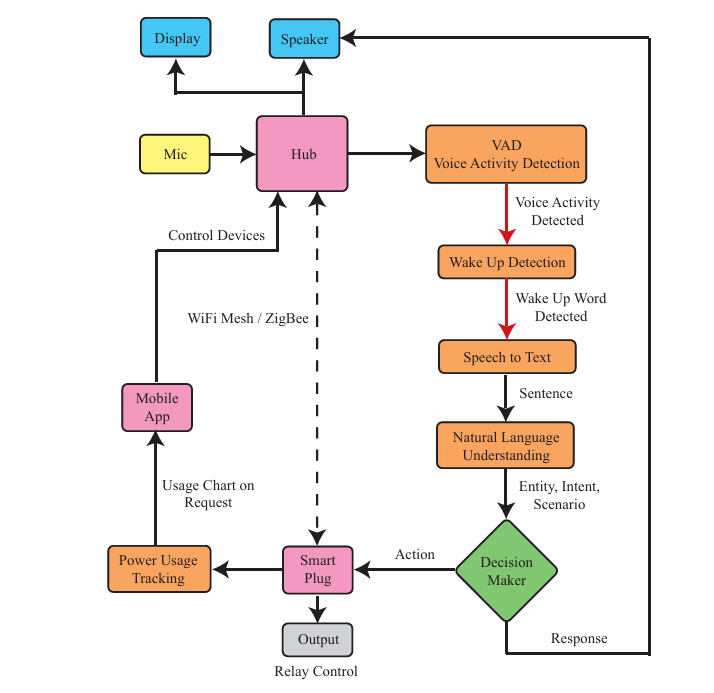 Display
Speaker
Mic
Hub
VAD
Voice Activity Detection
Voice Activity
Detected
Control Devices
Wake Up Detection
Wake Up Word
Detected
WiFi Mesh / ZigBee
Speech to Text
Sentence
Mobile
App
Natural Language
Understanding
Usage Chart on
Request
Entity, Intent,
Scenario
Power Usage
Tracking
Smart
Plug
Action
Decision
Maker
Output
Response
Relay Control